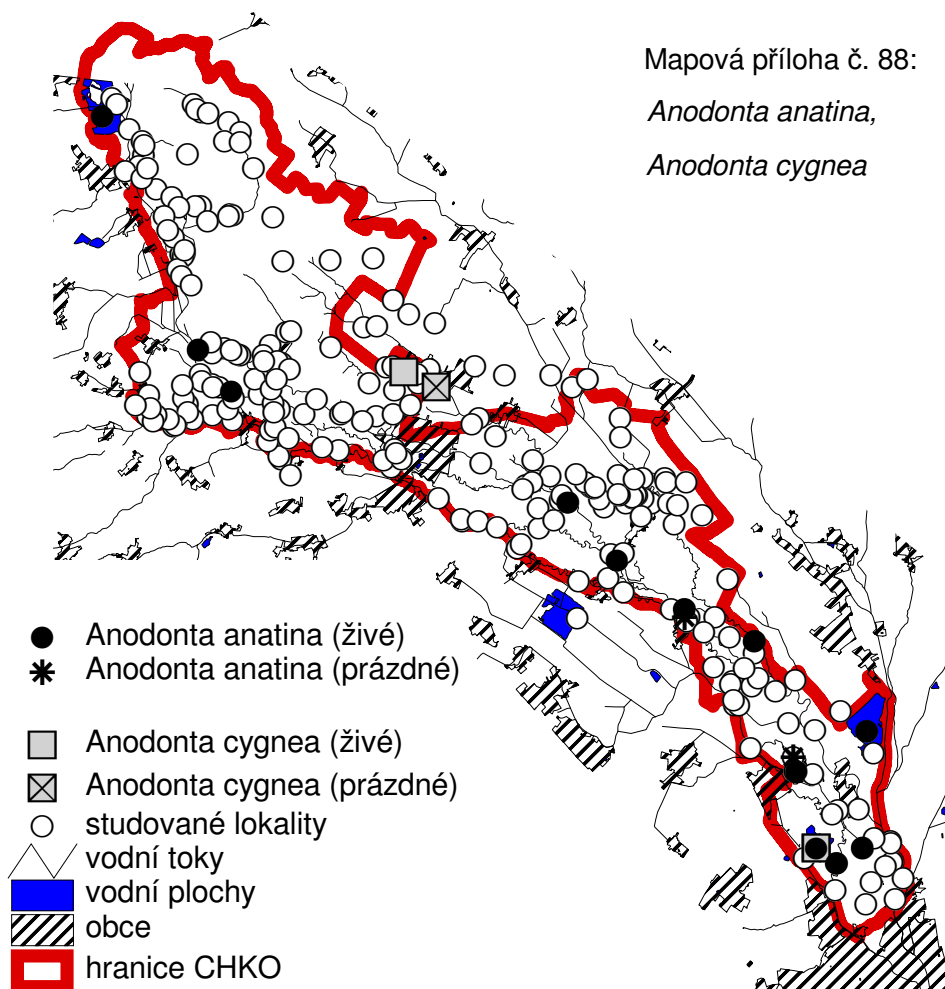 Mapová příloha č. 88:
Anodonta anatina,
Anodonta cygnea
Anodonta anatina (živé)
Anodonta anatina (prázdné)
Anodonta cygnea (živé)
Anodonta cygnea (prázdné)
studované lokality
vodní toky
vodní plochy
obce
hranice CHKO